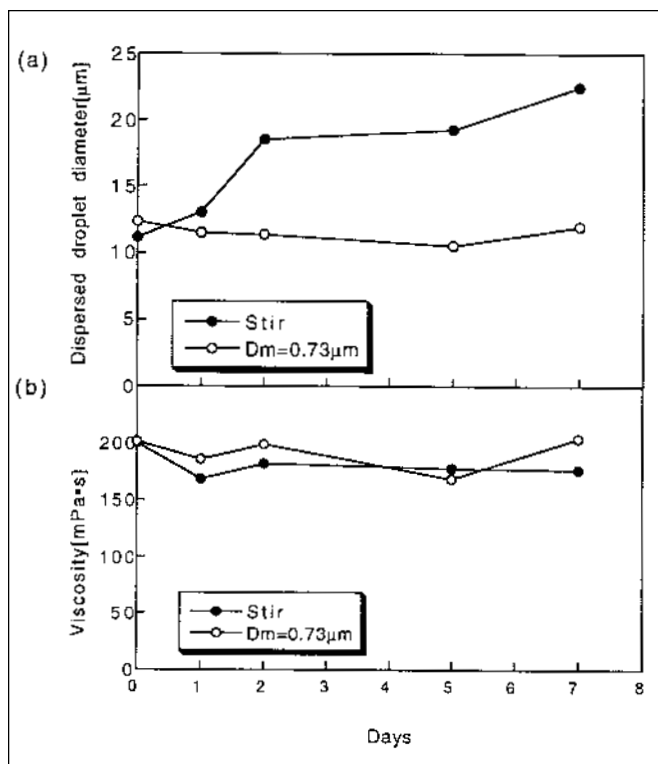 (a)
Dispersed droplet diameter[μm]
25
20
15
10
5
0
Stir
Dm=0.73μm
(b)
Viscosity[mPa•s]
200
150
100
50
0
Stir
Dm=0.73μm
0 1 2 3 4 5 6 7 8
Days